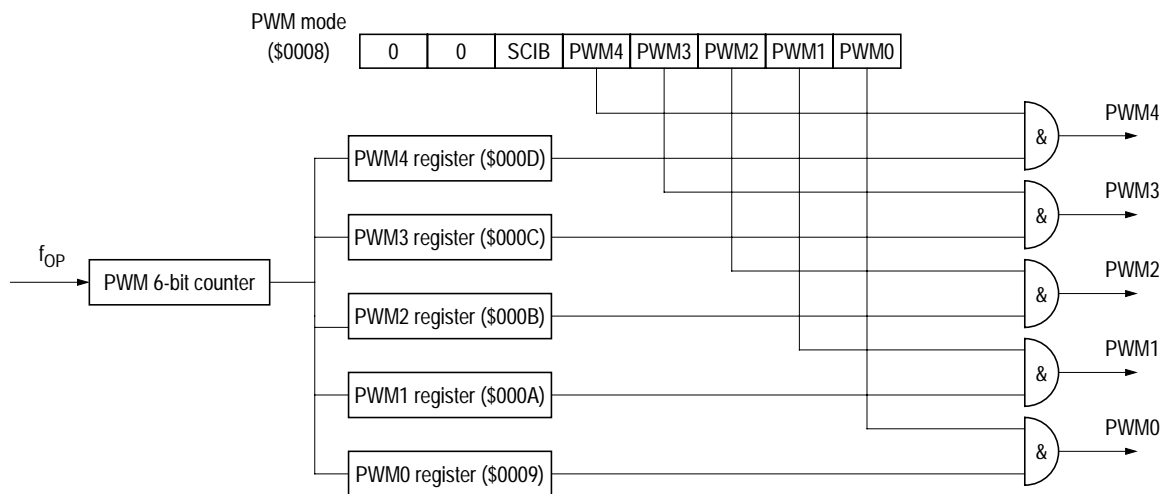 PWM mode
($0008)
0 0 SCIB PWM4 PWM3 PWM2 PWM1 PWM0
PWM4
&
PWM4 register ($000D)
PWM3
&
PWM3 register ($000C)
fOP
PWM 6-bit counter
PWM2
&
PWM2 register ($000B)
PWM1
&
PWM1 register ($000A)
PWM0
&
PWM0 register ($0009)